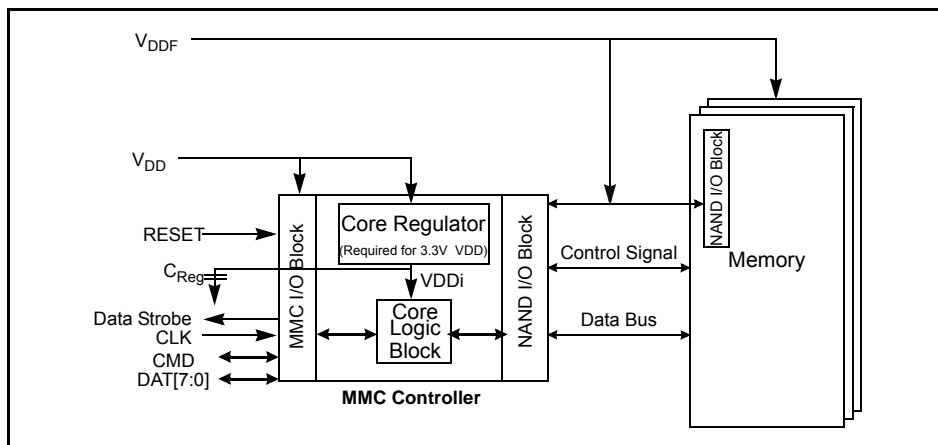 VDDF
VDD
RESET
CReg
Data Strobe
CLK
CMD
DAT[7:0]
MMC I/O Block
Core Regulator
(Required for 3.3V VDD)
VDDi
Core
Logic
Block
NAND I/O Block
MMC Controller
Control Signal
Data Bus
NAND I/O Block
Memory